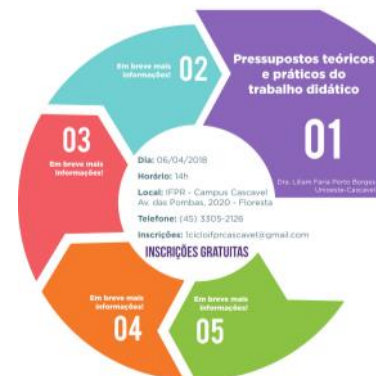 Pressupostos teóricos
e práticos do
trabalho didático
01
Dra. Liliam Faria Porto Borges
Unioeste-Cascavel
Em breve mais
informações!
02
03
Em breve mais
informações!
Em breve mais
informações!
04
Em breve mais
informações!
05
Dia: 06/04/2018
Horário: 14h
Local: IFPR - Campus Cascavel
Av. das Pombas, 2020 - Floresta
Telefone: (45) 3305-2126
Inscrições: 1cicloifprcascavel@gmail.com
INSCRIÇÕES GRATUITAS